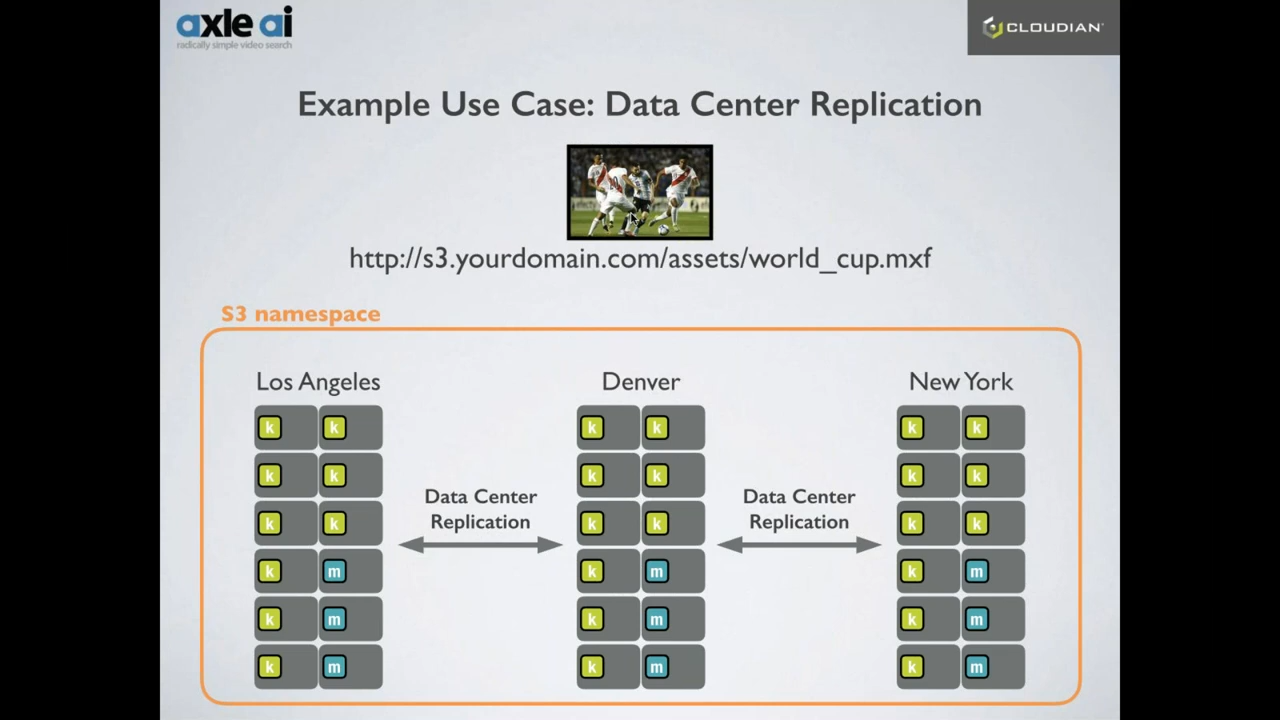 axle ai
radically simple video search
CLOUDIAN
Example Use Case: Data Center Replication
http://s3.yourdomain.com/assets/world_cup.mxf
S3 namespace
Los Angeles Denver New York
k k k k k k
k k k k k k
Data Center Data Center
Replication Replication
k k k k k k
k m k m k m
k m k m k m
k m k m k m